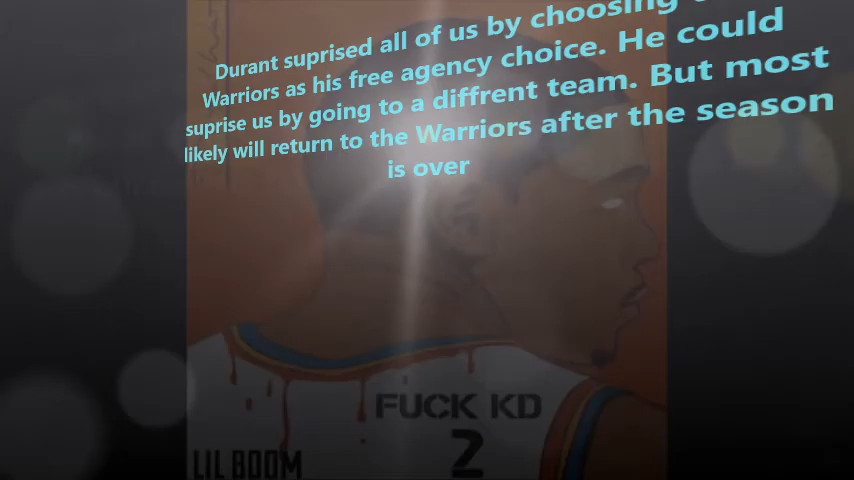 Durant suprised all of us by choosing
Warriors as his free agency choice. He could
suprise us by going to a diffrent team. But most
likely will return to the Warriors after the season
is over
FUCK KD
2
LIL BOOM